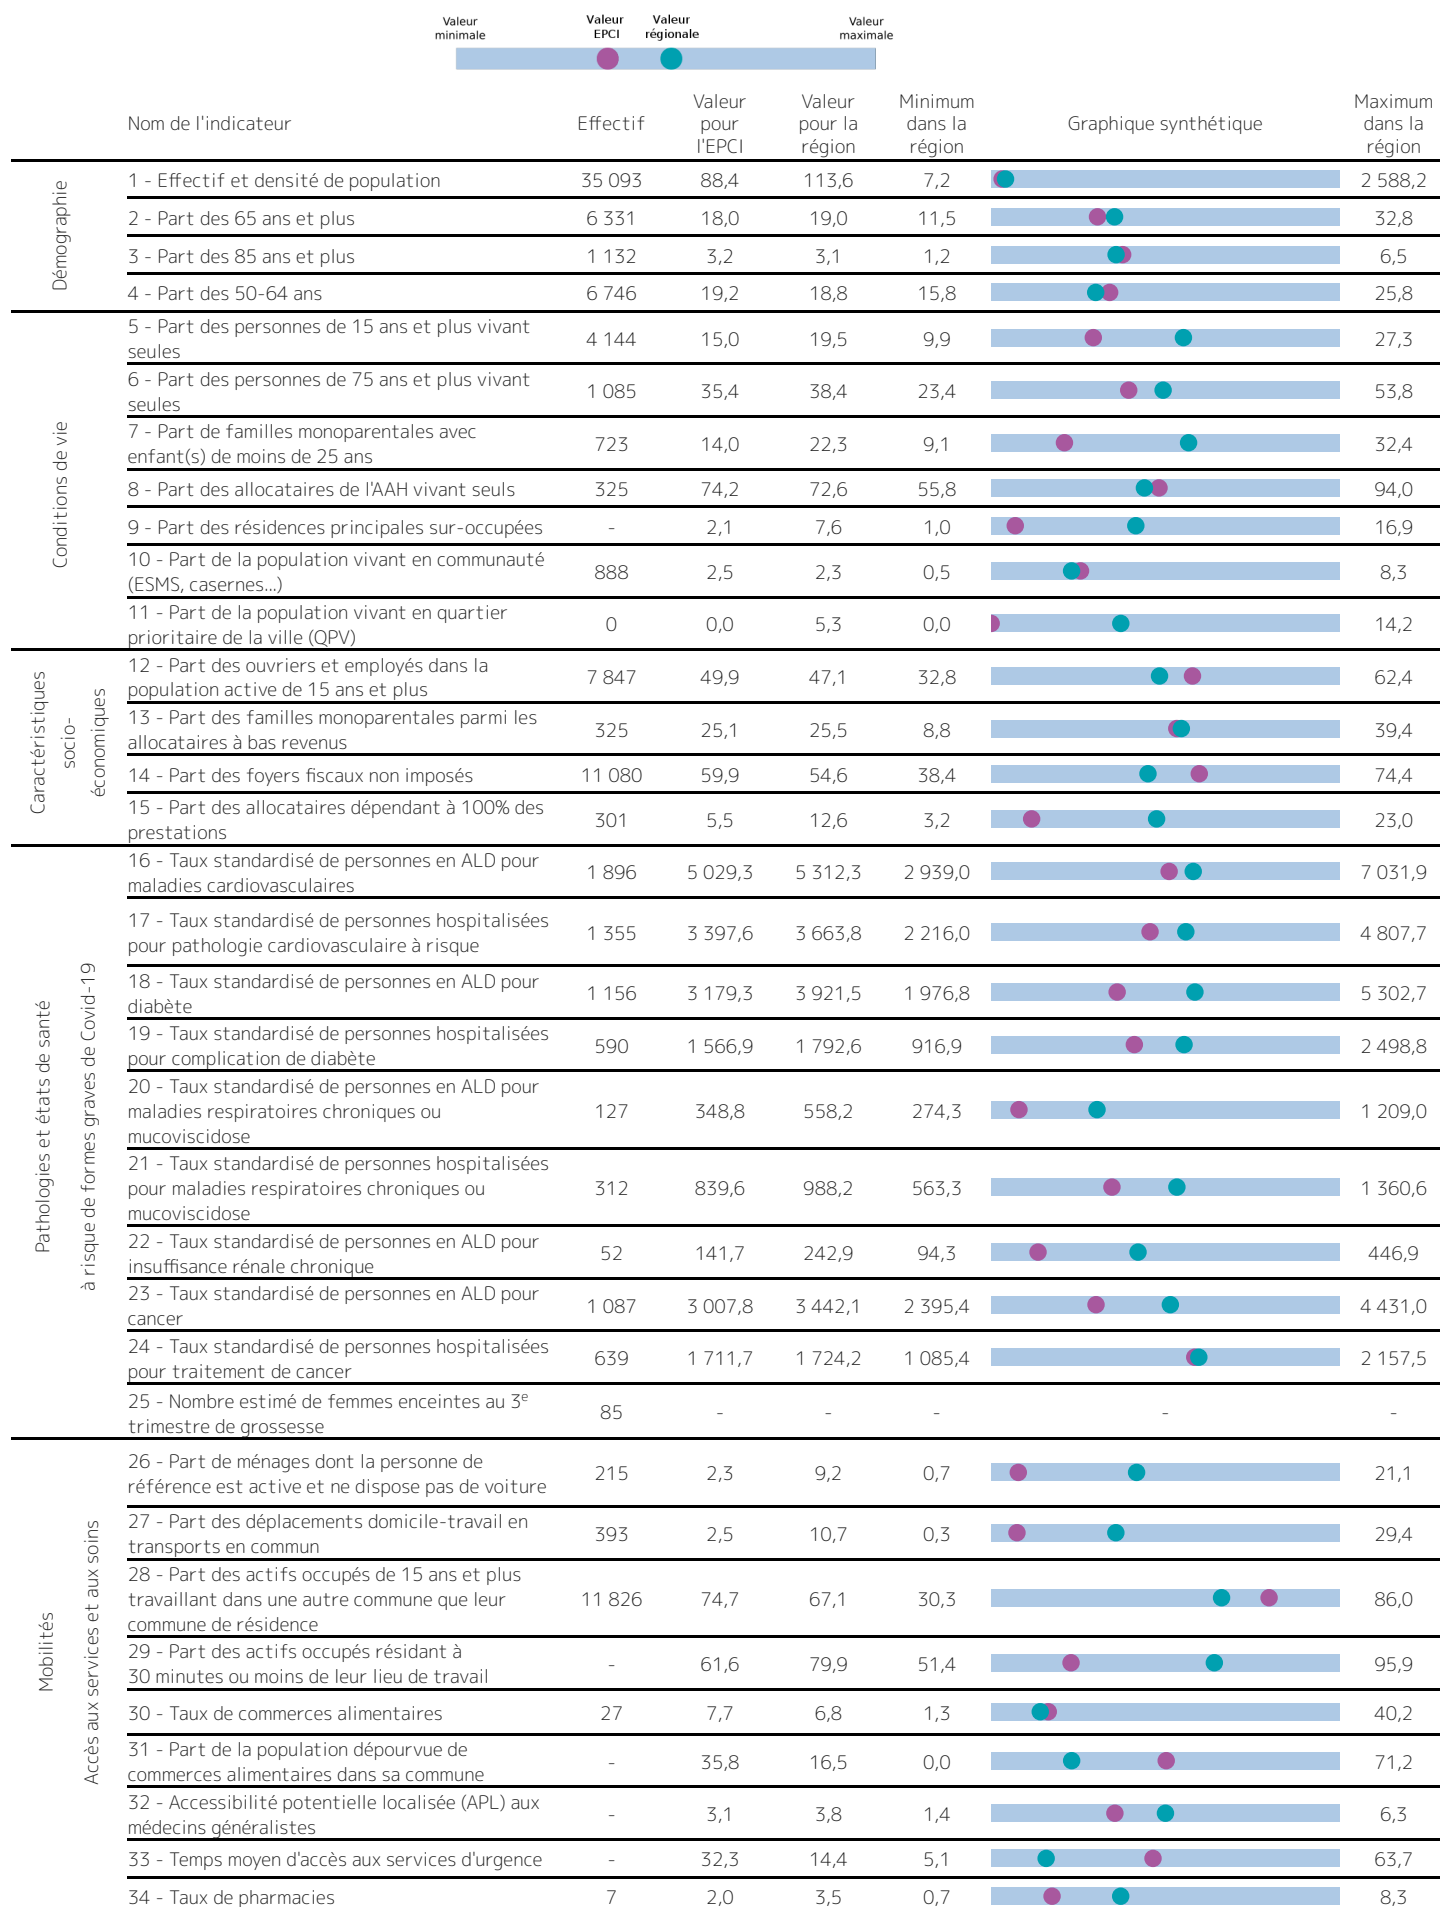 Valeur minimale
Valeur EPCI
Valeur régionale
Valeur maximale
Nom de l'indicateur
Effectif
Valeur pour l'EPCI
Valeur pour la région
Minimum dans la région
Graphique synthétique
Maximum dans la région
Démographie
1 - Effectif et densité de population 35 093 88,4 113,6 7,2 2 588,2
2 - Part des 65 ans et plus 6 331 18,0 19,0 11,5 32,8
3 - Part des 85 ans et plus 1 132 3,2 3,1 1,2 6,5
4 - Part des 50-64 ans 6 746 19,2 18,8 15,8 25,8
Conditions de vie
5 - Part des personnes de 15 ans et plus vivant
seules 4 144 15,0 19,5 9,9 27,3
6 - Part des personnes de 75 ans et plus vivant
seules 1 085 35,4 38,4 23,4 53,8
7 - Part de familles monoparentales avec
enfant(s) de moins de 25 ans 723 14,0 22,3 9,1 32,4
8 - Part des allocataires de l'AAH vivant seuls 325 74,2 72,6 55,8 94,0
9 - Part des résidences principales sur-occupées - 2,1 7,6 1,0 16,9
10 - Part de la population vivant en communauté
(ESMS, casernes...) 888 2,5 2,3 0,5 8,3
11 - Part de la population vivant en quartier
prioritaire de la ville (QPV) 0 0,0 5,3 0,0 14,2
Caractéristiques
socio-
économiques
12 - Part des ouvriers et employés dans la
population active de 15 ans et plus 7 847 49,9 47,1 32,8 62,4
13 - Part des familles monoparentales parmi les
allocataires à bas revenus 325 25,1 25,5 8,8 39,4
14 - Part des foyers fiscaux non imposés 11 080 59,9 54,6 38,4 74,4
15 - Part des allocataires dépendant à 100% des
prestations 301 5,5 12,6 3,2 23,0
Pathologies et états de santé
à risque de formes graves de Covid-19
16 - Taux standardisé de personnes en ALD pour
maladies cardiovasculaires 1 896 5 029,3 5 312,3 2 939,0 7 031,9
17 - Taux standardisé de personnes hospitalisées
pour pathologie cardiovasculaire à risque 1 355 3 397,6 3 663,8 2 216,0 4 807,7
18 - Taux standardisé de personnes en ALD pour
diabète 1 156 3 179,3 3 921,5 1 976,8 5 302,7
19 - Taux standardisé de personnes hospitalisées
pour complication de diabète 590 1 566,9 1 792,6 916,9 2 498,8
20 - Taux standardisé de personnes en ALD pour
maladies respiratoires chroniques ou
mucoviscidose 127 348,8 558,2 274,3 1 209,0
21 - Taux standardisé de personnes hospitalisées
pour maladies respiratoires chroniques ou
mucoviscidose 312 839,6 988,2 563,3 1 360,6
22 - Taux standardisé de personnes en ALD pour
insuffisance rénale chronique 52 141,7 242,9 94,3 446,9
23 - Taux standardisé de personnes en ALD pour
cancer 1 087 3 007,8 3 442,1 2 395,4 4 431,0
24 - Taux standardisé de personnes hospitalisées
pour traitement de cancer 639 1 711,7 1 724,2 1 085,4 2 157,5
25 - Nombre estimé de femmes enceintes au 3e
trimestre de grossesse 85 - - - - -
Mobilités
Accès aux services et aux soins
26 - Part de ménages dont la personne de
référence est active et ne dispose pas de voiture 215 2,3 9,2 0,7 21,1
27 - Part des déplacements domicile-travail en
transports en commun 393 2,5 10,7 0,3 29,4
28 - Part des actifs occupés de 15 ans et plus
travaillant dans une autre commune que leur
commune de résidence 11 826 74,7 67,1 30,3 86,0
29 - Part des actifs occupés résidant à
30 minutes ou moins de leur lieu de travail - 61,6 79,9 51,4 95,9
30 - Taux de commerces alimentaires 27 7,7 6,8 1,3 40,2
31 - Part de la population dépourvue de
commerces alimentaires dans sa commune - 35,8 16,5 0,0 71,2
32 - Accessibilité potentielle localisée (APL) aux
médecins généralistes - 3,1 3,8 1,4 6,3
33 - Temps moyen d'accès aux services d'urgence - 32,3 14,4 5,1 63,7
34 - Taux de pharmacies 7 2,0 3,5 0,7 8,3